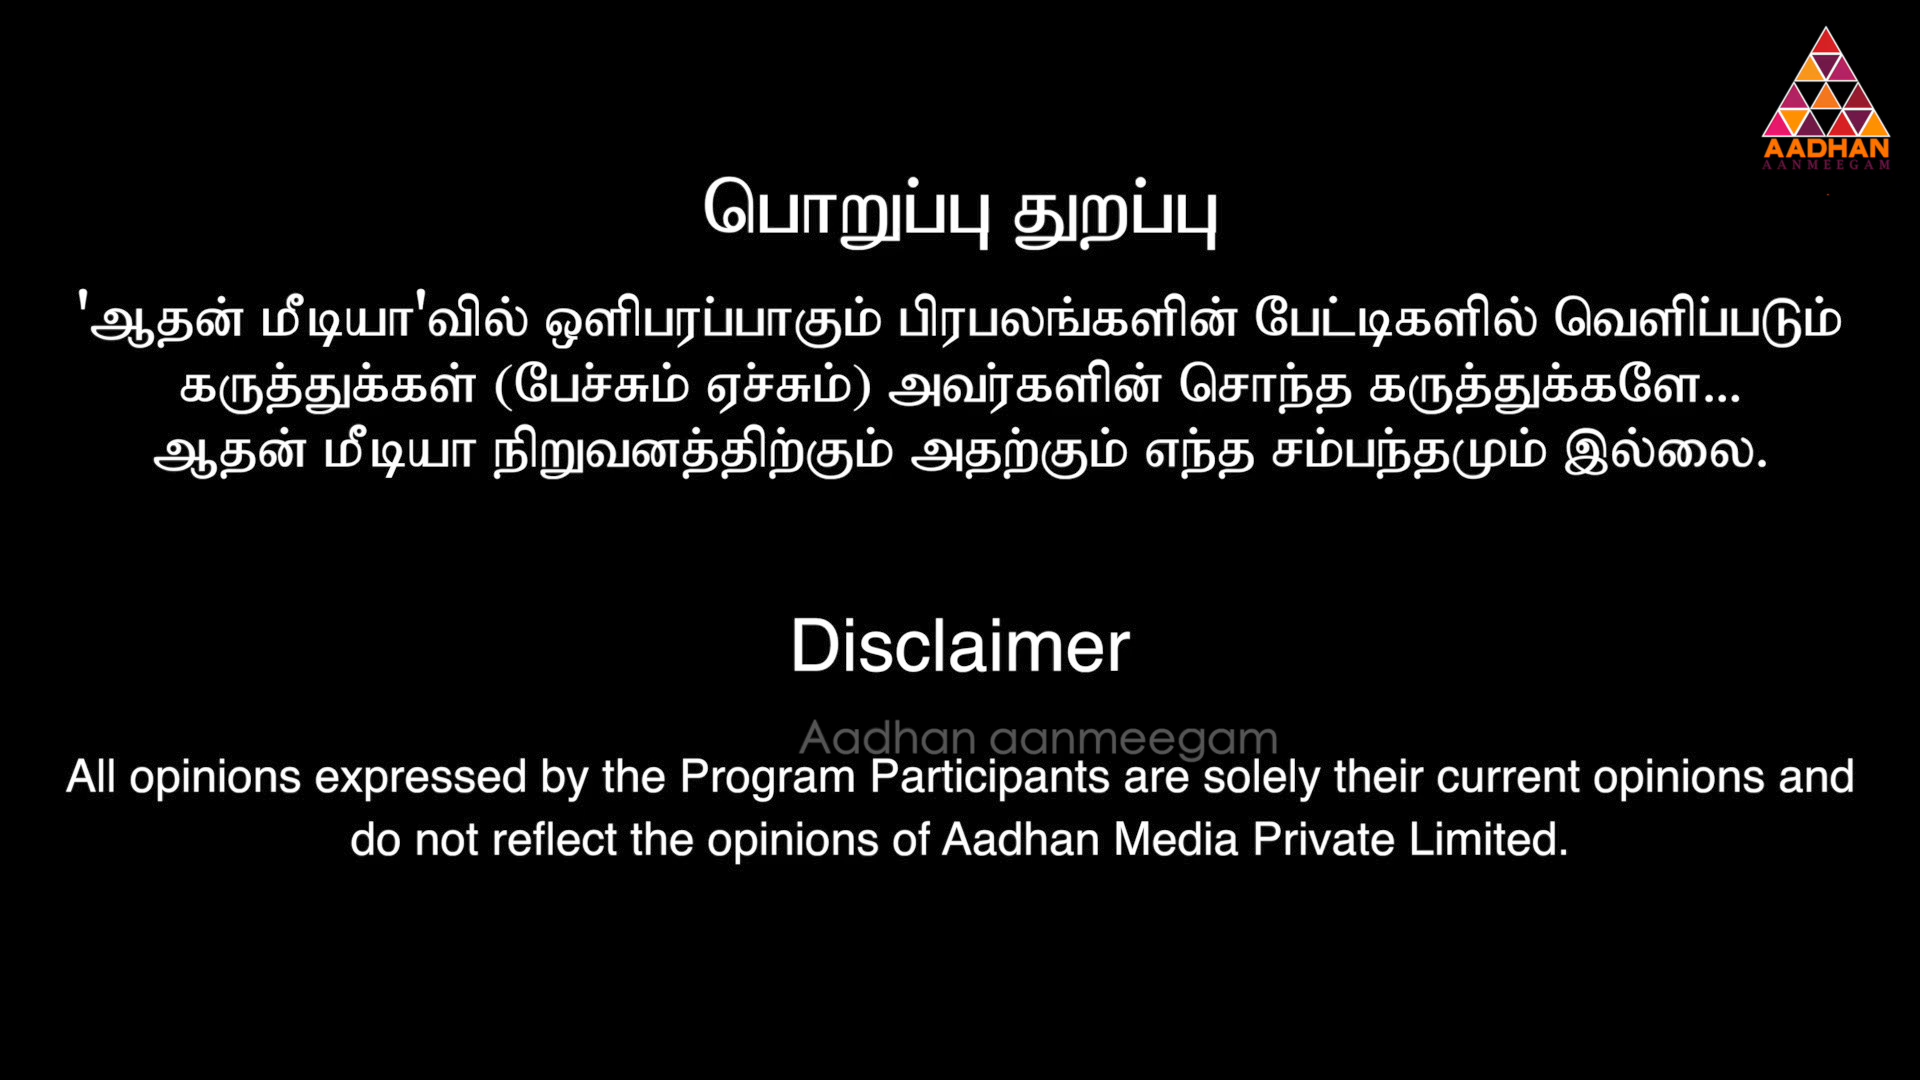 AADHAN
AANMEEGAM
பொறுப்பு துறப்பு
'ஆதன் மீடியா'வில் ஒளிபரப்பாகும் பிரபலங்களின் பேட்டிகளில் வெளிப்படும்
கருத்துக்கள் (பேச்சும் ஏச்சும்) அவர்களின் சொந்த கருத்துக்களே...
ஆதன் மீடியா நிறுவனத்திற்கும் அதற்கும் எந்த சம்பந்தமும் இல்லை.
Disclaimer
Aadhan aanmeegam
All opinions expressed by the Program Participants are solely their current opinions and
do not reflect the opinions of Aadhan Media Private Limited.